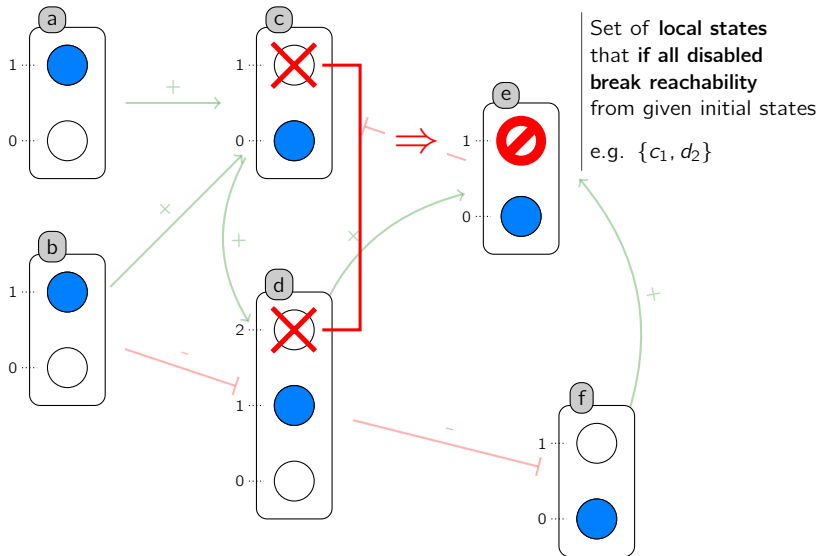 a
1
0
+
c
1
0
Set of local states
that if all disabled
break reachability
from given initial states
e.g. {c₁, d₂}
e
1
0
⇒
×
+
×
b
1
0
-
d
2
1
0
-
+
f
1
0